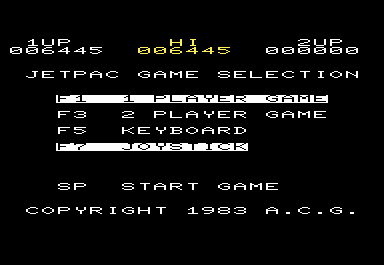 1UP HI 2UP
006445 006445 000000
JETPAC GAME SELECTION
F1 1 PLAYER GAME
F3 2 PLAYER GAME
F5 KEYBOARD
F7 JOYSTICK
SP START GAME
COPYRIGHT 1983 A.C.G.